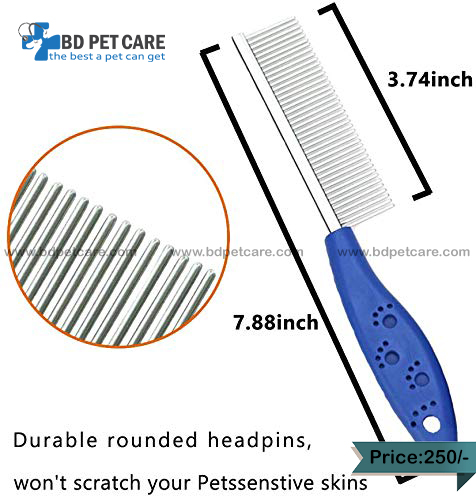 BD PET CARE
the best a pet can get
3.74inch
www.bdpetcare.com www.bdpetcare.com www.bdpetcare.com
7.88inch
Durable rounded headpins,
won't scratch your Petssenstive skins
Price:250/-